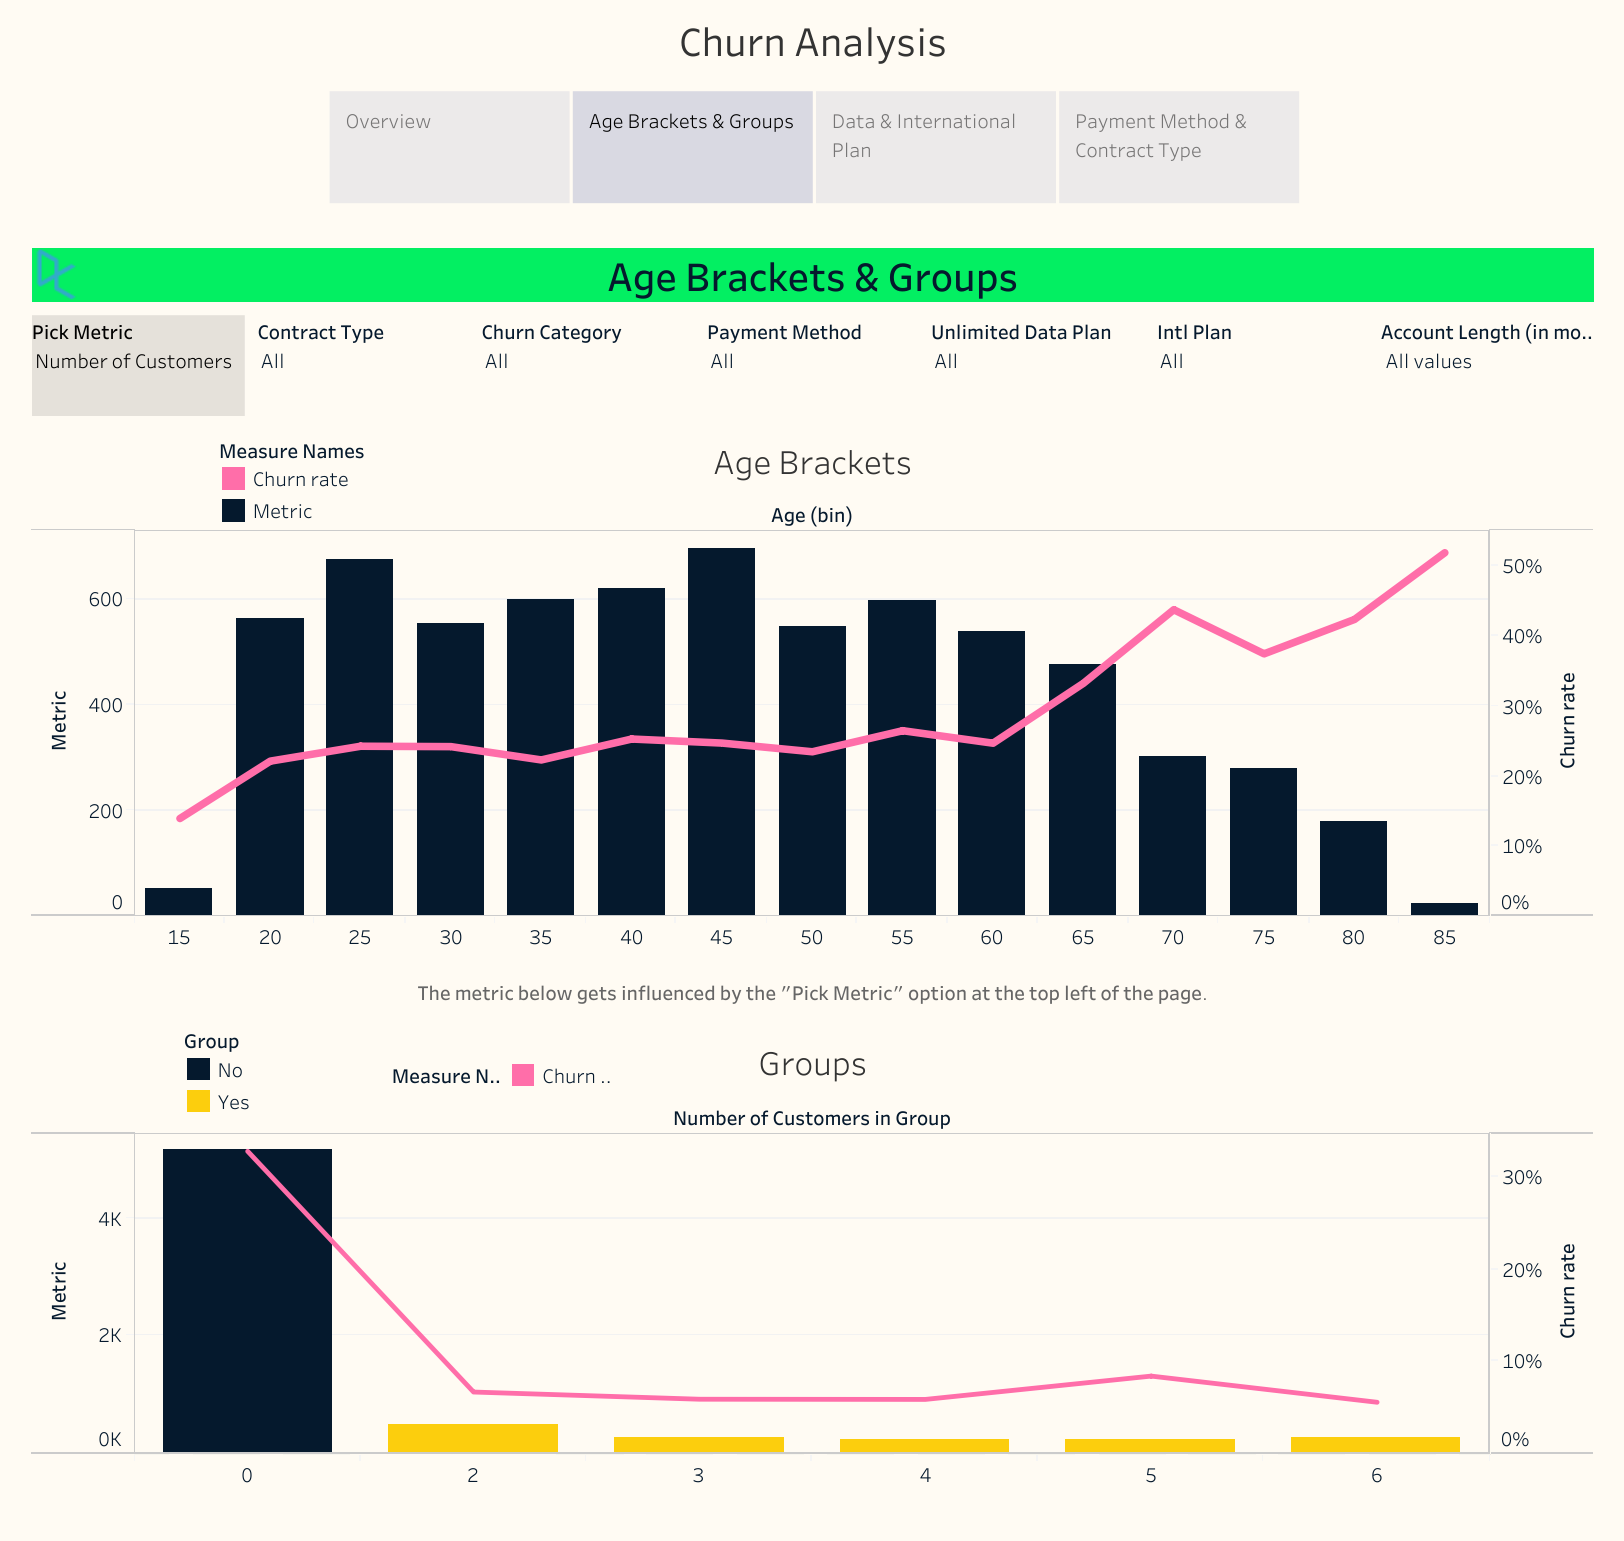 Churn Analysis
Overview
Age Brackets & Groups
Data & International
Plan
Payment Method &
Contract Type
Age Brackets & Groups
Pick Metric
Number of Customers
Contract Type
All
Churn Category
All
Payment Method
All
Unlimited Data Plan
All
Intl Plan
All
Account Length (in mo..
All values
Measure Names
Churn rate
Metric
Age Brackets
Age (bin)
Metric
600
400
200
0
50%
40%
30%
20%
10%
0%
Churn rate
15 20 25 30 35 40 45 50 55 60 65 70 75 80 85
The metric below gets influenced by the "Pick Metric" option at the top left of the page.
Group
No
Yes
Measure N..
Churn ..
Groups
Number of Customers in Group
Metric
4K
2K
0K
30%
20%
10%
0%
Churn rate
0 2 3 4 5 6